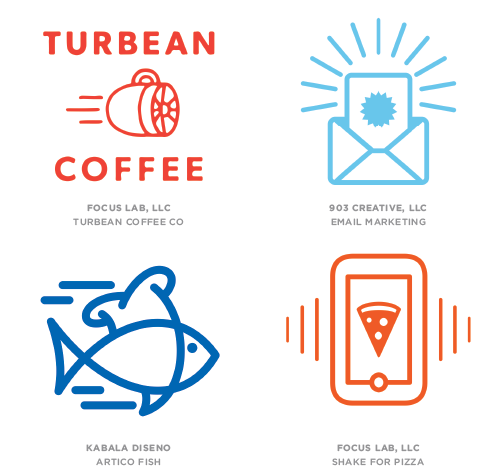 TURBEAN
COFFEE
FOCUS LAB, LLC
TURBEAN COFFEE CO
903 CREATIVE, LLC
EMAIL MARKETING
KABALA DISENO
ARTICO FISH
FOCUS LAB, LLC
SHAKE FOR PIZZA